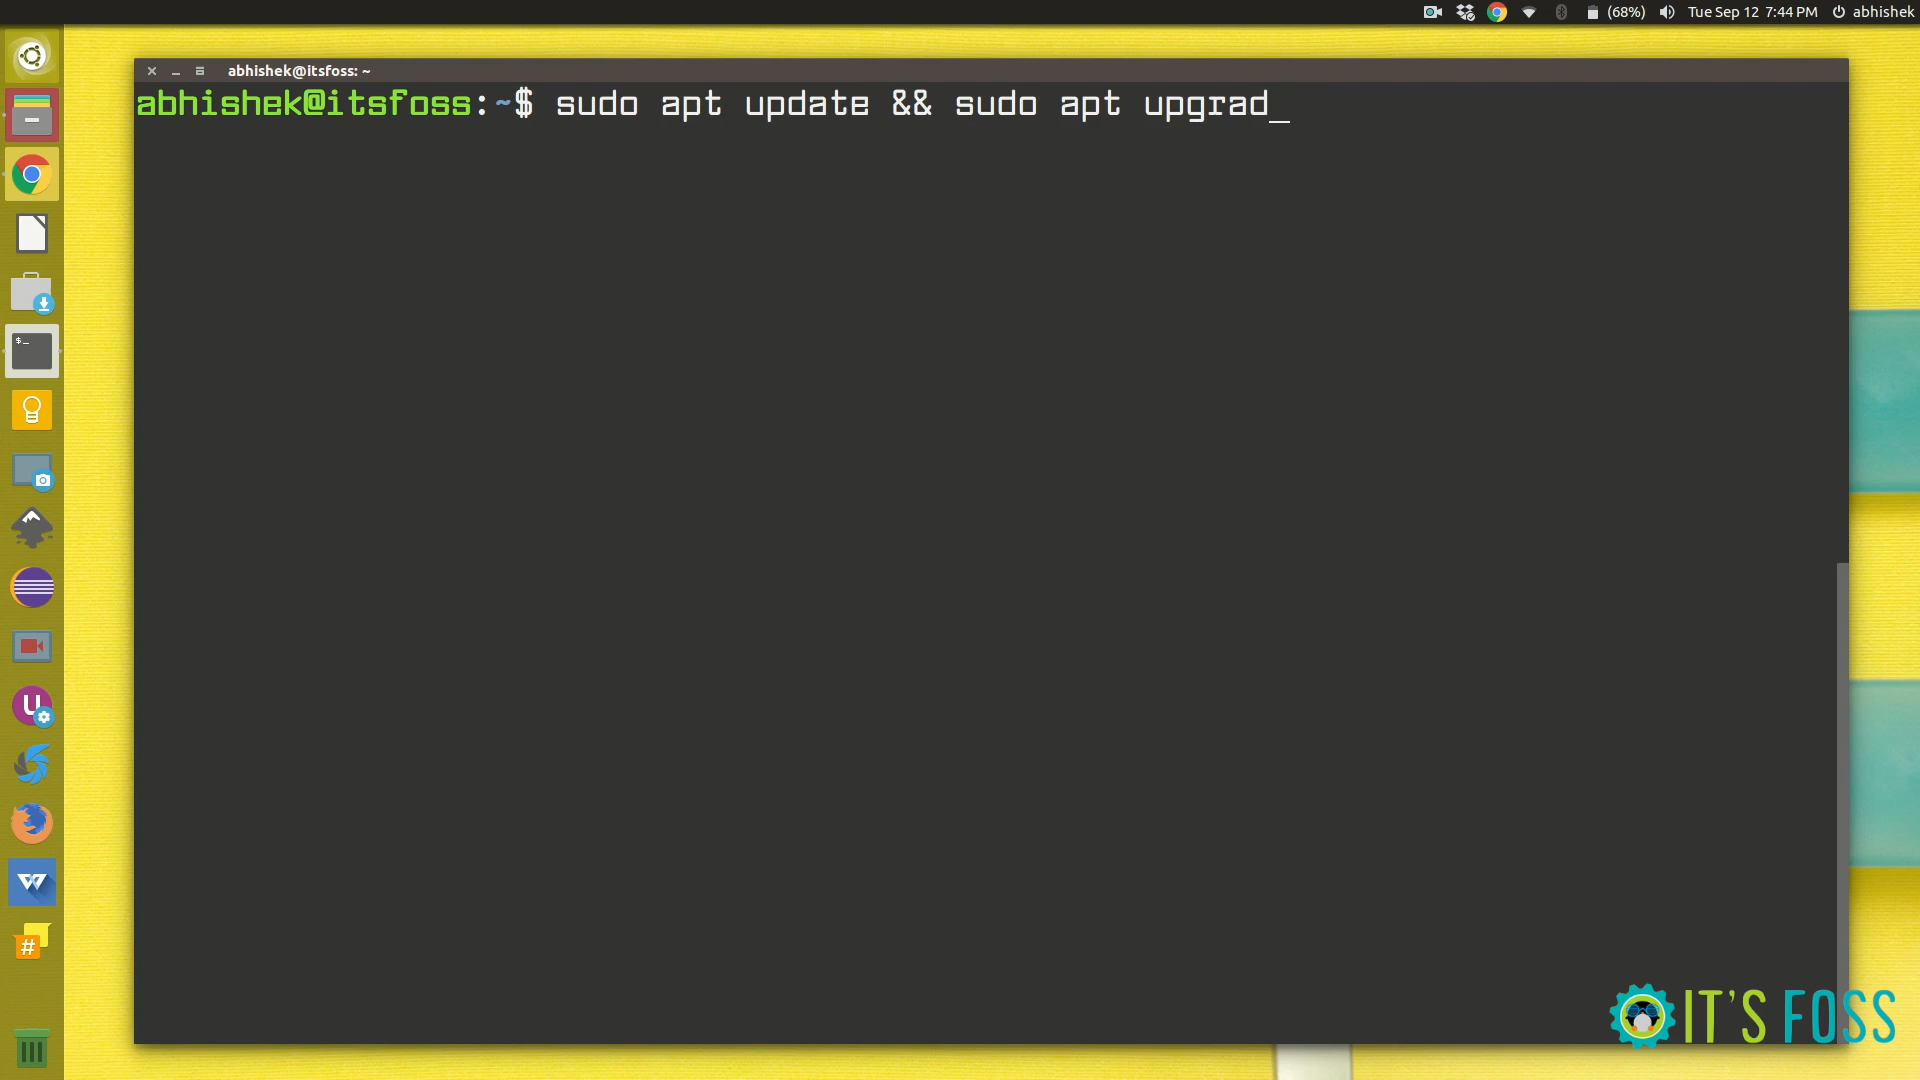 (68%) Tue Sep 12 7:44 PM abhishek
abhishek@itsfoss: ~
abhishek@itsfoss:~$ sudo apt update && sudo apt upgrad_
$_
U
W
#
IT'S FOSS